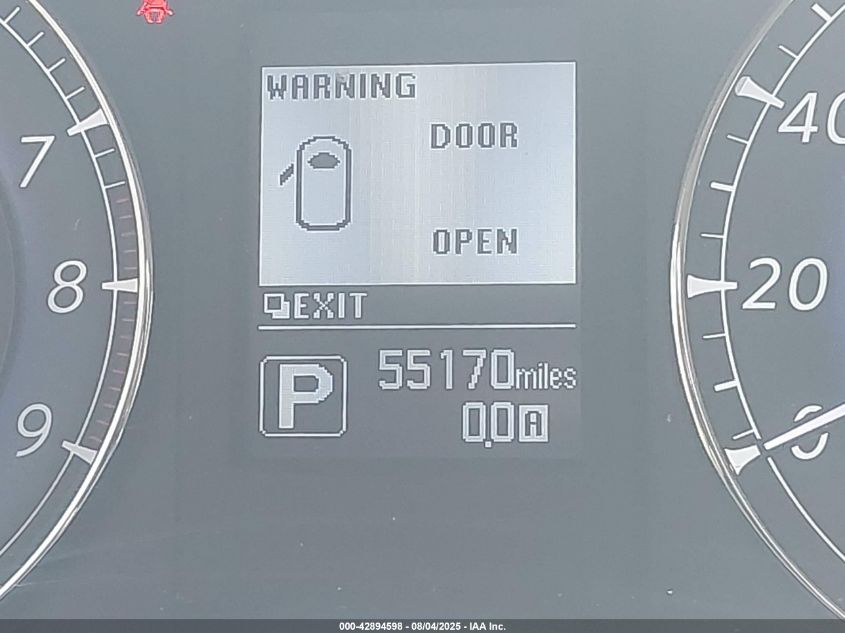 WARNING
DOOR
OPEN
EXIT
P
55170miles
0.0 A
7
8
9
40
20
0
000-42894598 - 08/04/2025 - IAA Inc.